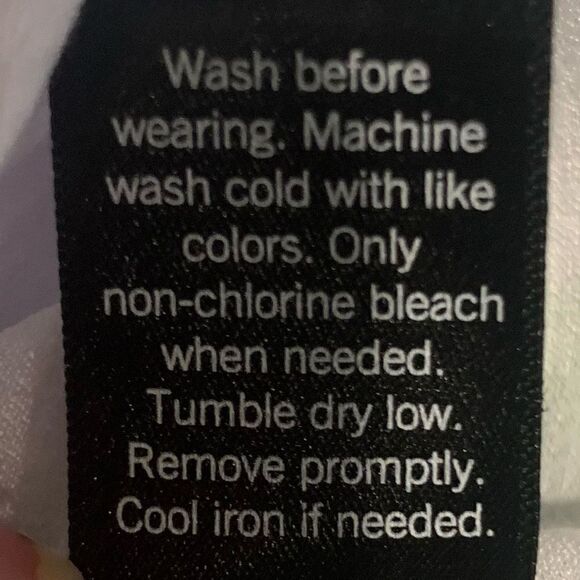 Wash before
wearing. Machine
wash cold with like
colors. Only
non-chlorine bleach
when needed.
Tumble dry low.
Remove promptly.
Cool iron if needed.